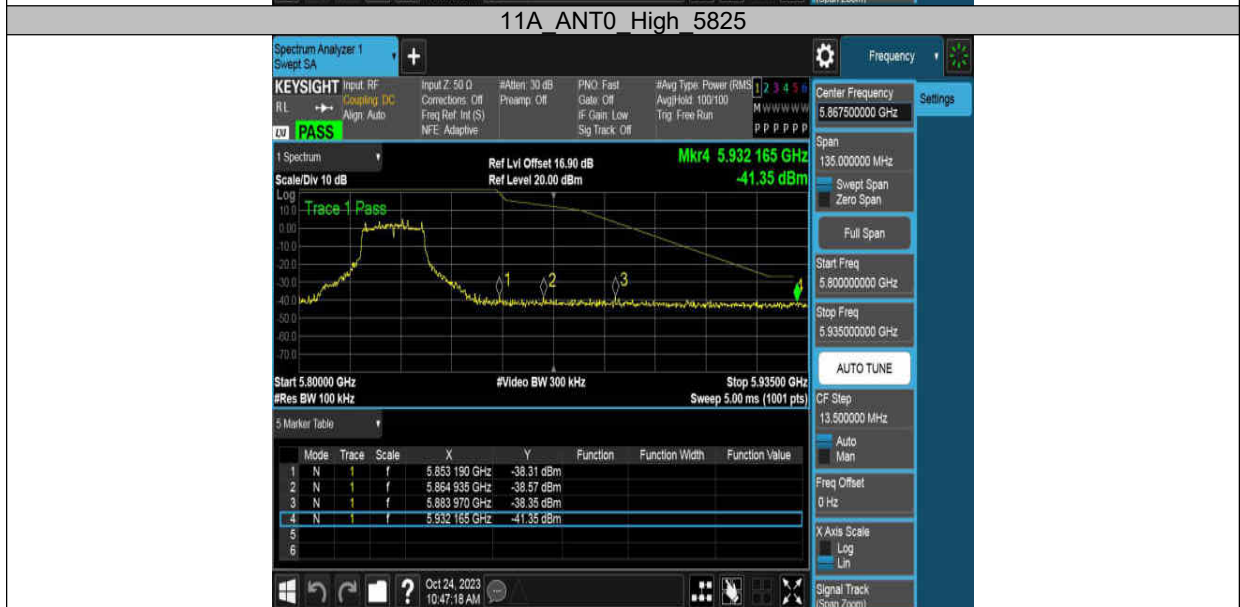 11A_ANT0_High_5825
Spectrum Analyzer 1
Swept SA
+
Frequency
KEYSIGHT
RL
LXI PASS
Input: RF
Coupling: DC
Align: Auto
Input Z: 50 Ω
Corrections: Off
Freq Ref: Int (S)
NFE: Adaptive
#Atten: 30 dB
Preamp: Off
PNO: Fast
Gate: Off
IF Gain: Low
Sig Track: Off
#Avg Type: Power (RMS
Avg|Hold: 100/100
Trig: Free Run
1 2 3 4 5 6
M W W W W W
P P P P P P
Center Frequency
5.867500000 GHz
Settings
Span
135.000000 MHz
Swept Span
Zero Span
Full Span
Start Freq
5.800000000 GHz
Stop Freq
5.935000000 GHz
AUTO TUNE
CF Step
13.500000 MHz
Auto
Man
Freq Offset
0 Hz
X Axis Scale
Log
Lin
Signal Track
(Span Zoom)
1 Spectrum
Scale/Div 10 dB
Ref Lvl Offset 16.90 dB
Ref Level 20.00 dBm
Mkr4 5.932 165 GHz
-41.35 dBm
Log
Trace 1 Pass
10.0
0.00
-10.0
-20.0
-30.0
-40.0
-50.0
-60.0
-70.0
1
2
3
4
Start 5.80000 GHz
#Video BW 300 kHz
Stop 5.93500 GHz
#Res BW 100 kHz
Sweep 5.00 ms (1001 pts)
5 Marker Table
Mode Trace Scale X Y Function Function Width Function Value
1 N 1 f 5.853 190 GHz -38.31 dBm
2 N 1 f 5.864 935 GHz -38.57 dBm
3 N 1 f 5.883 970 GHz -38.35 dBm
4 N 1 f 5.932 165 GHz -41.35 dBm
5
6
?
Oct 24, 2023
10:47:18 AM